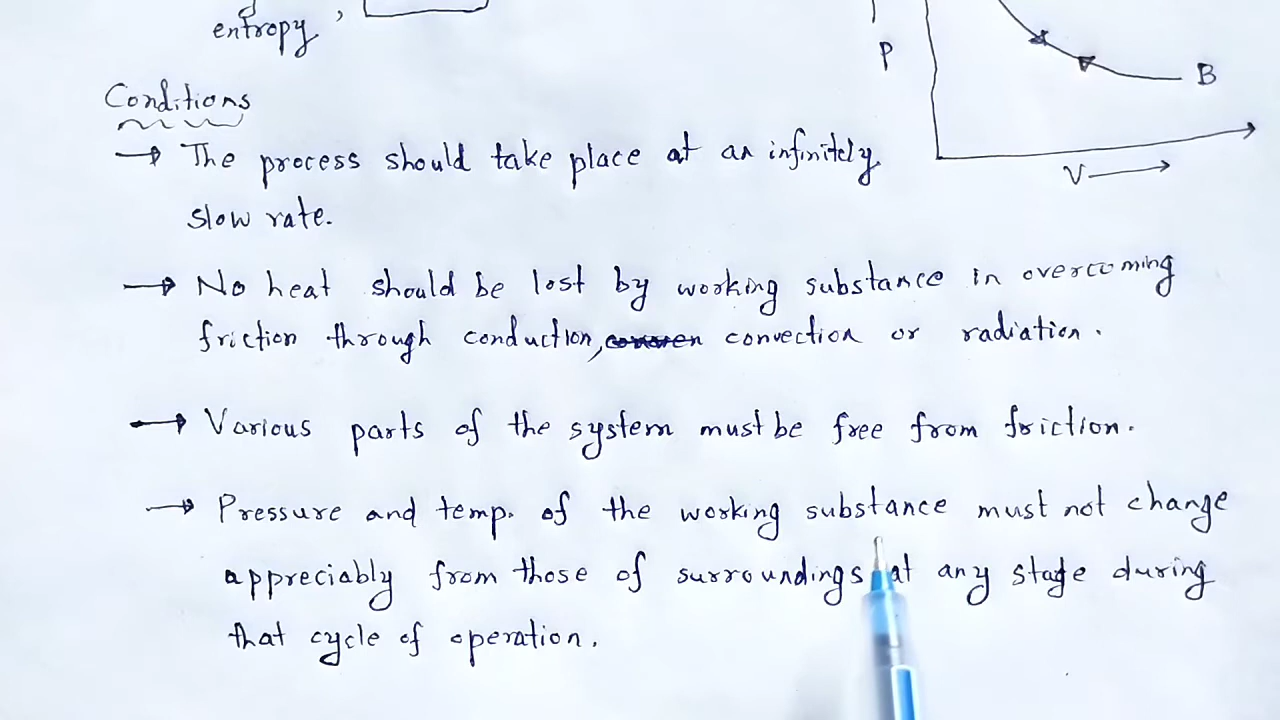 entropy,
P
B
V
Conditions
→ The process should take place at an infinitely
slow rate.
→ No heat should be lost by working substance in overcoming
friction through conduction, convection or radiation.
→ Various parts of the system must be free from friction.
→ Pressure and temp. of the working substance must not change
appreciably from those of surroundings at any stage during
that cycle of operation.